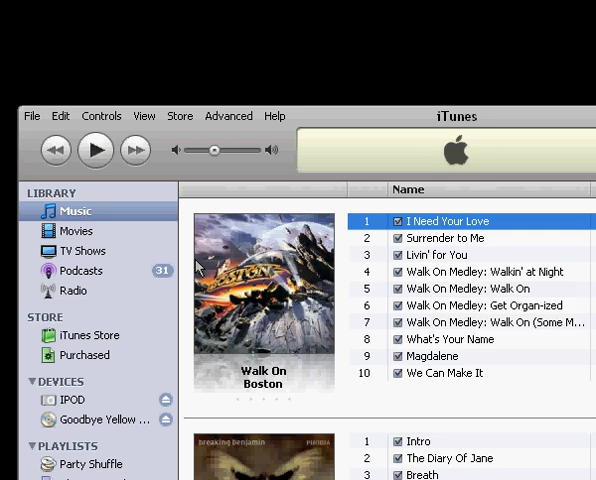 File Edit Controls View Store Advanced Help
iTunes
LIBRARY
Music
Movies
TV Shows
Podcasts 31
Radio
STORE
iTunes Store
Purchased
DEVICES
IPOD
Goodbye Yellow ...
PLAYLISTS
Party Shuffle
Name
BOSTON
Walk On
Boston
1 I Need Your Love
2 Surrender to Me
3 Livin' for You
4 Walk On Medley: Walkin' at Night
5 Walk On Medley: Walk On
6 Walk On Medley: Get Organ-ized
7 Walk On Medley: Walk On (Some M...
8 What's Your Name
9 Magdalene
10 We Can Make It
breaking benjamin PHOBIA
1 Intro
2 The Diary Of Jane
3 Breath